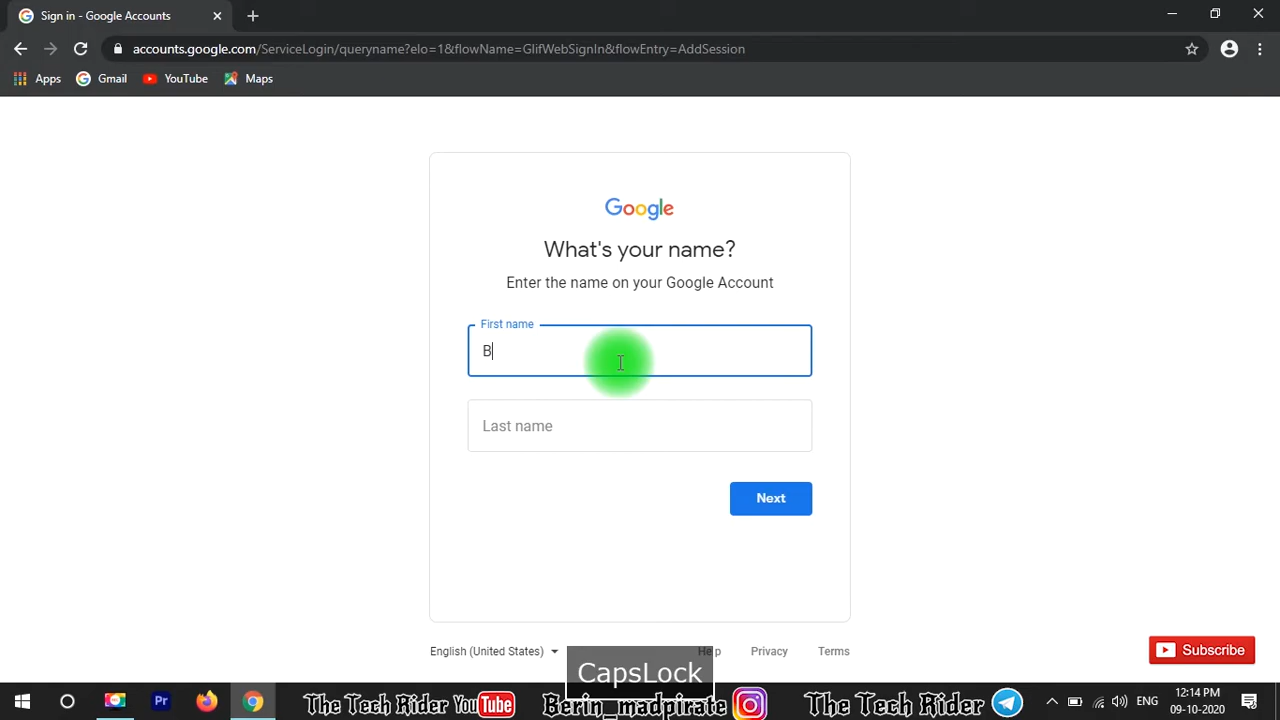 Sign in - Google Accounts
accounts.google.com/ServiceLogin/queryname?elo=1&flowName=GlifWebSignIn&flowEntry=AddSession
Apps Gmail YouTube Maps
Google
What's your name?
Enter the name on your Google Account
First name
B
Last name
Next
English (United States) Help Privacy Terms
Subscribe
CapsLock
Pr The Tech Rider YouTube Berin_madpirate The Tech Rider ENG
12:14 PM
09-10-2020